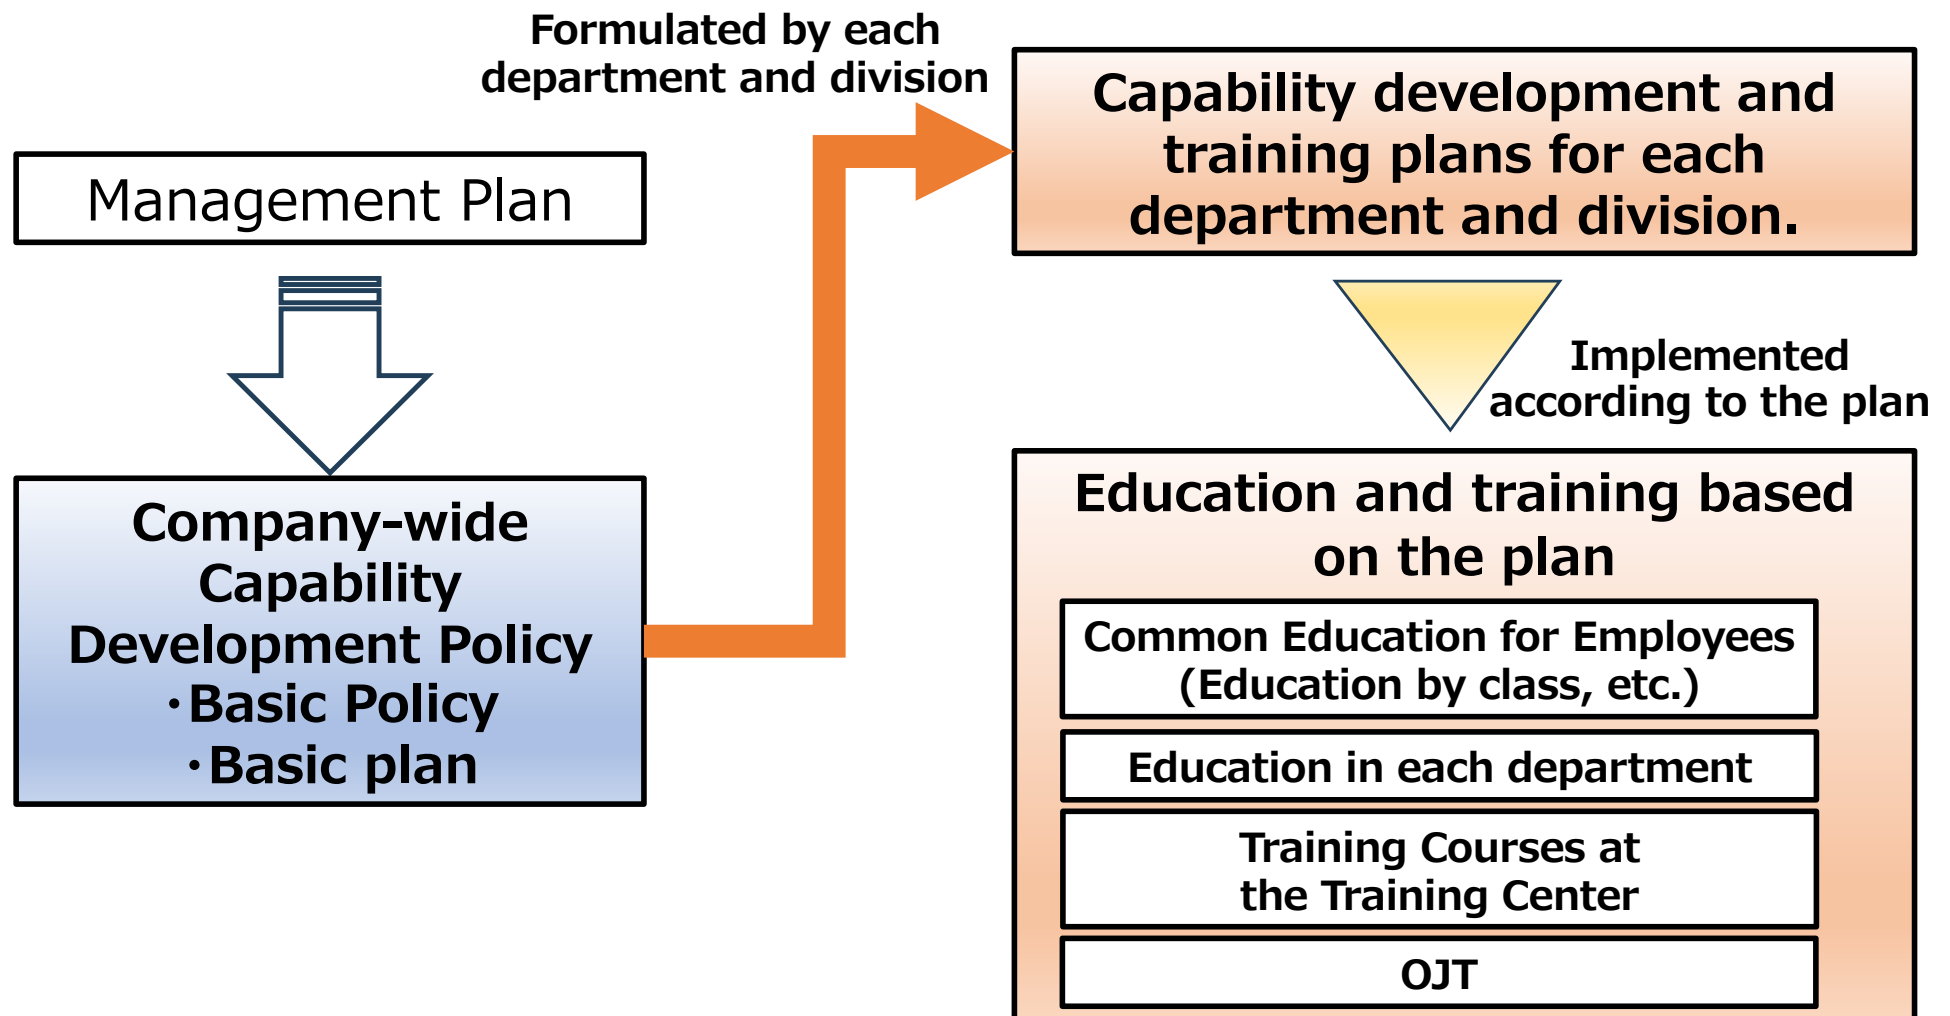 Formulated by each
department and division
Management Plan
Company-wide
Capability
Development Policy
・Basic Policy
・Basic plan
Capability development and
training plans for each
department and division.
Implemented
according to the plan
Education and training based
on the plan
Common Education for Employees
(Education by class, etc.)
Education in each department
Training Courses at
the Training Center
OJT